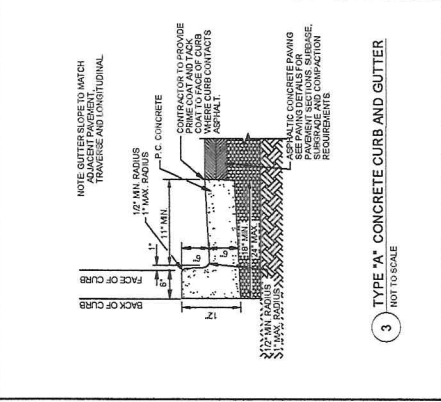 NOTE: GUTTER SLOPE TO MATCH
ADJACENT PAVEMENT,
TRAVERSE AND LONGITUDINAL
BACK OF CURB
FACE OF CURB
6"
1"
11" MIN.
1/2" MIN. RADIUS
1" MAX. RADIUS
P.C. CONCRETE
CONTRACTOR TO PROVIDE
PRIME COAT AND TACK
COAT TO FACE OF CURB
WHERE CURB CONTACTS
ASPHALT.
12"
6"
6"
18" MIN.
24" MAX.
1/2" MIN. RADIUS
1" MAX. RADIUS
ASPHALTIC CONCRETE PAVING
SEE PAVING DETAILS FOR
PAVEMENT SECTIONS, SUBBASE,
SUBGRADE AND COMPACTION
REQUIREMENTS.
3 TYPE "A" CONCRETE CURB AND GUTTER
NOT TO SCALE